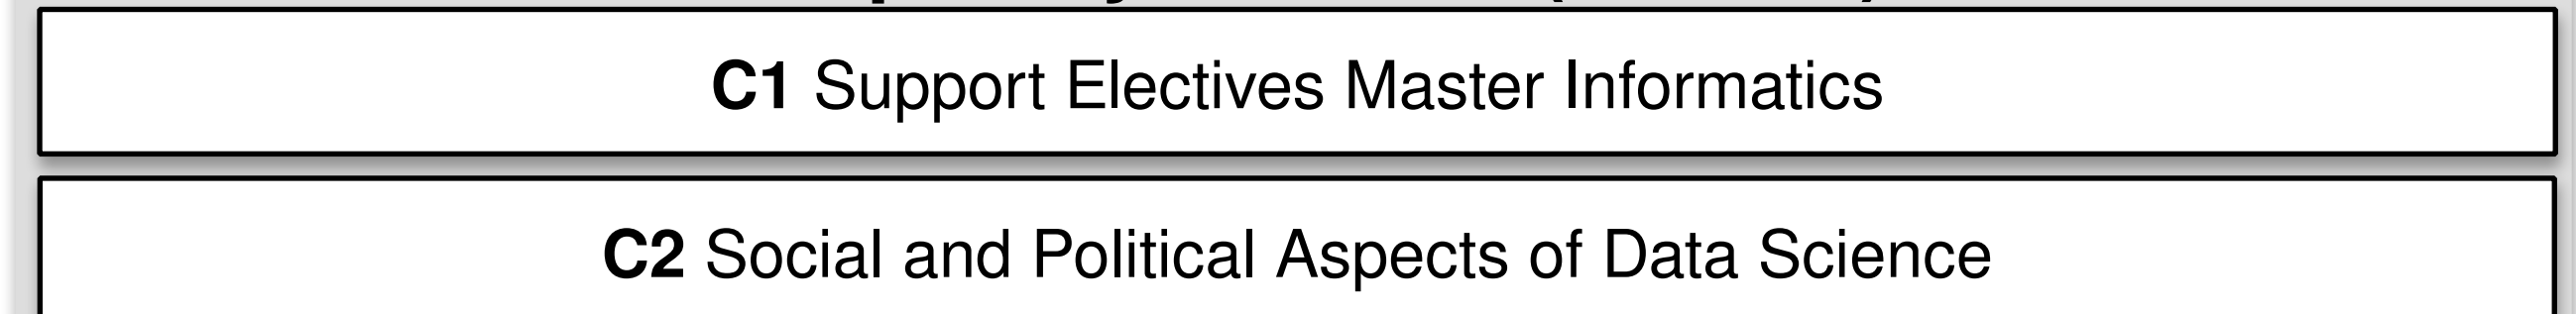 C1 Support Electives Master Informatics
C2 Social and Political Aspects of Data Science